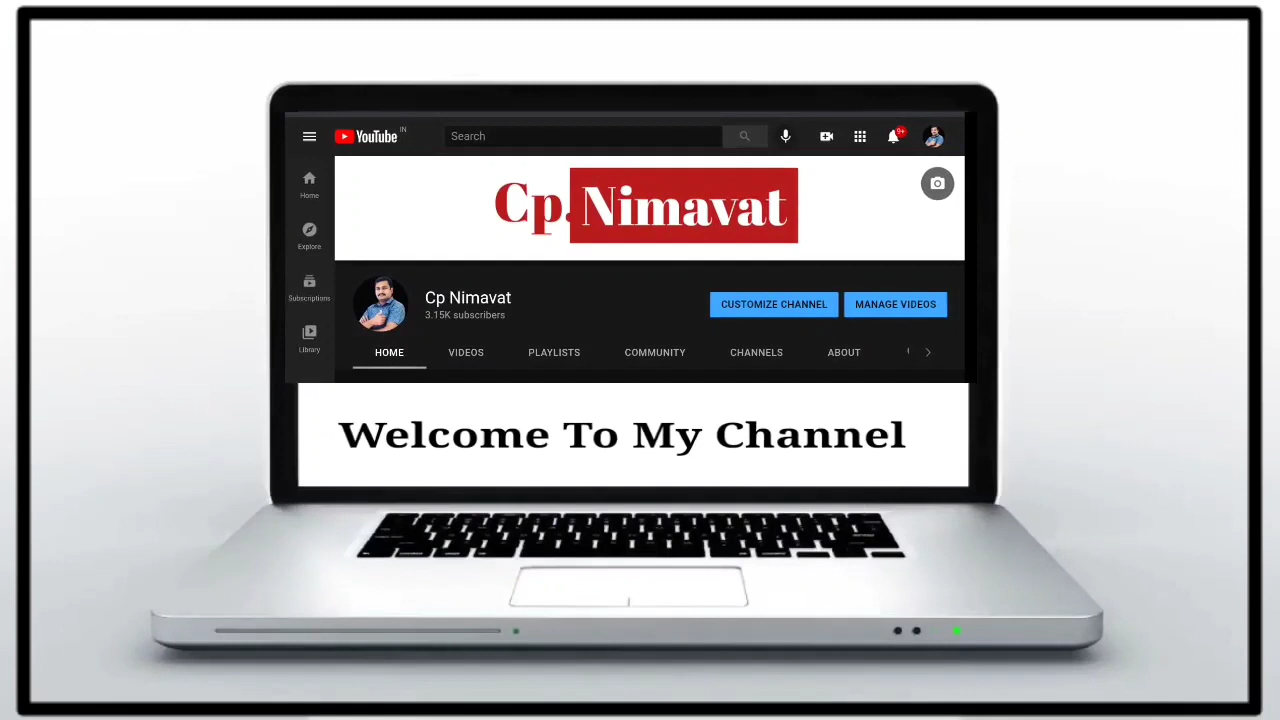 YouTube IN
Search
9+
Home
Explore
Subscriptions
Library
Cp. Nimavat
Cp Nimavat
3.15K subscribers
CUSTOMIZE CHANNEL MANAGE VIDEOS
HOME VIDEOS PLAYLISTS COMMUNITY CHANNELS ABOUT
Welcome To My Channel